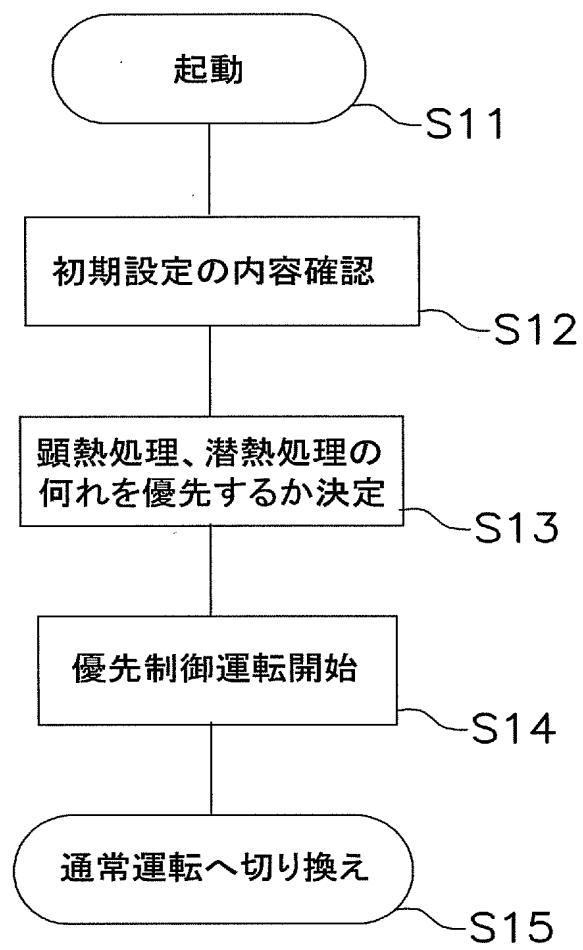 起動
S11
初期設定の内容確認
S12
顕熱処理、潜熱処理の
何れを優先するか決定
S13
優先制御運転開始
S14
通常運転へ切り換え
S15